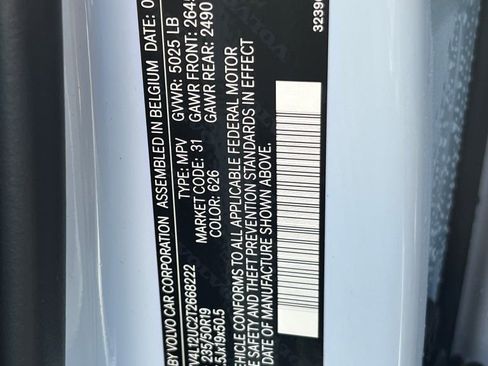 BY VOLVO CAR CORPORATION ASSEMBLED IN BELGIUM DATE: 0
GVWR: 5025 LB
GAWR FRONT: 264
GAWR REAR: 2490
TYPE: MPV
MARKET CODE: 31
COLOR: 626
V4L12UC2T2668222
235/50R19
5Jx19x50.5
VEHICLE CONFORMS TO ALL APPLICABLE FEDERAL MOTOR
SAFETY AND THEFT PREVENTION STANDARDS IN EFFECT
DATE OF MANUFACTURE SHOWN ABOVE.
3239